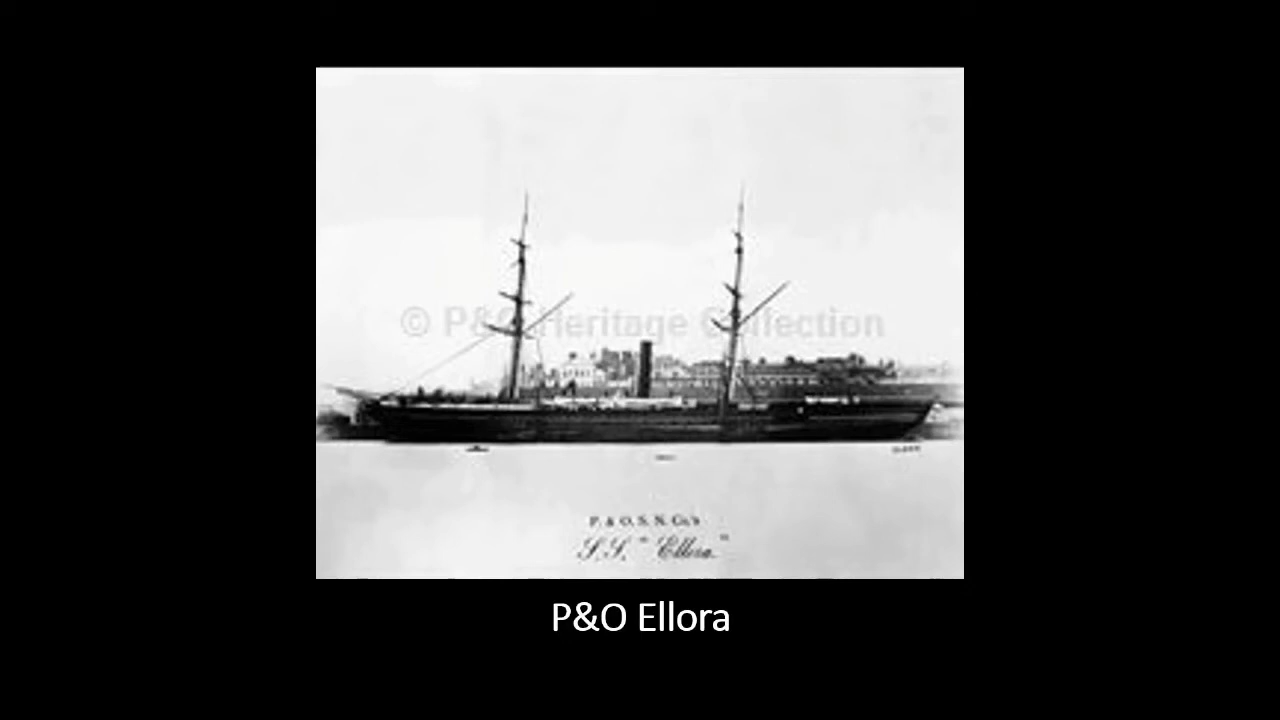 © P&O Heritage Collection
P. & O. S. N. Co.'s
S.S. "Ellora"
P&O Ellora